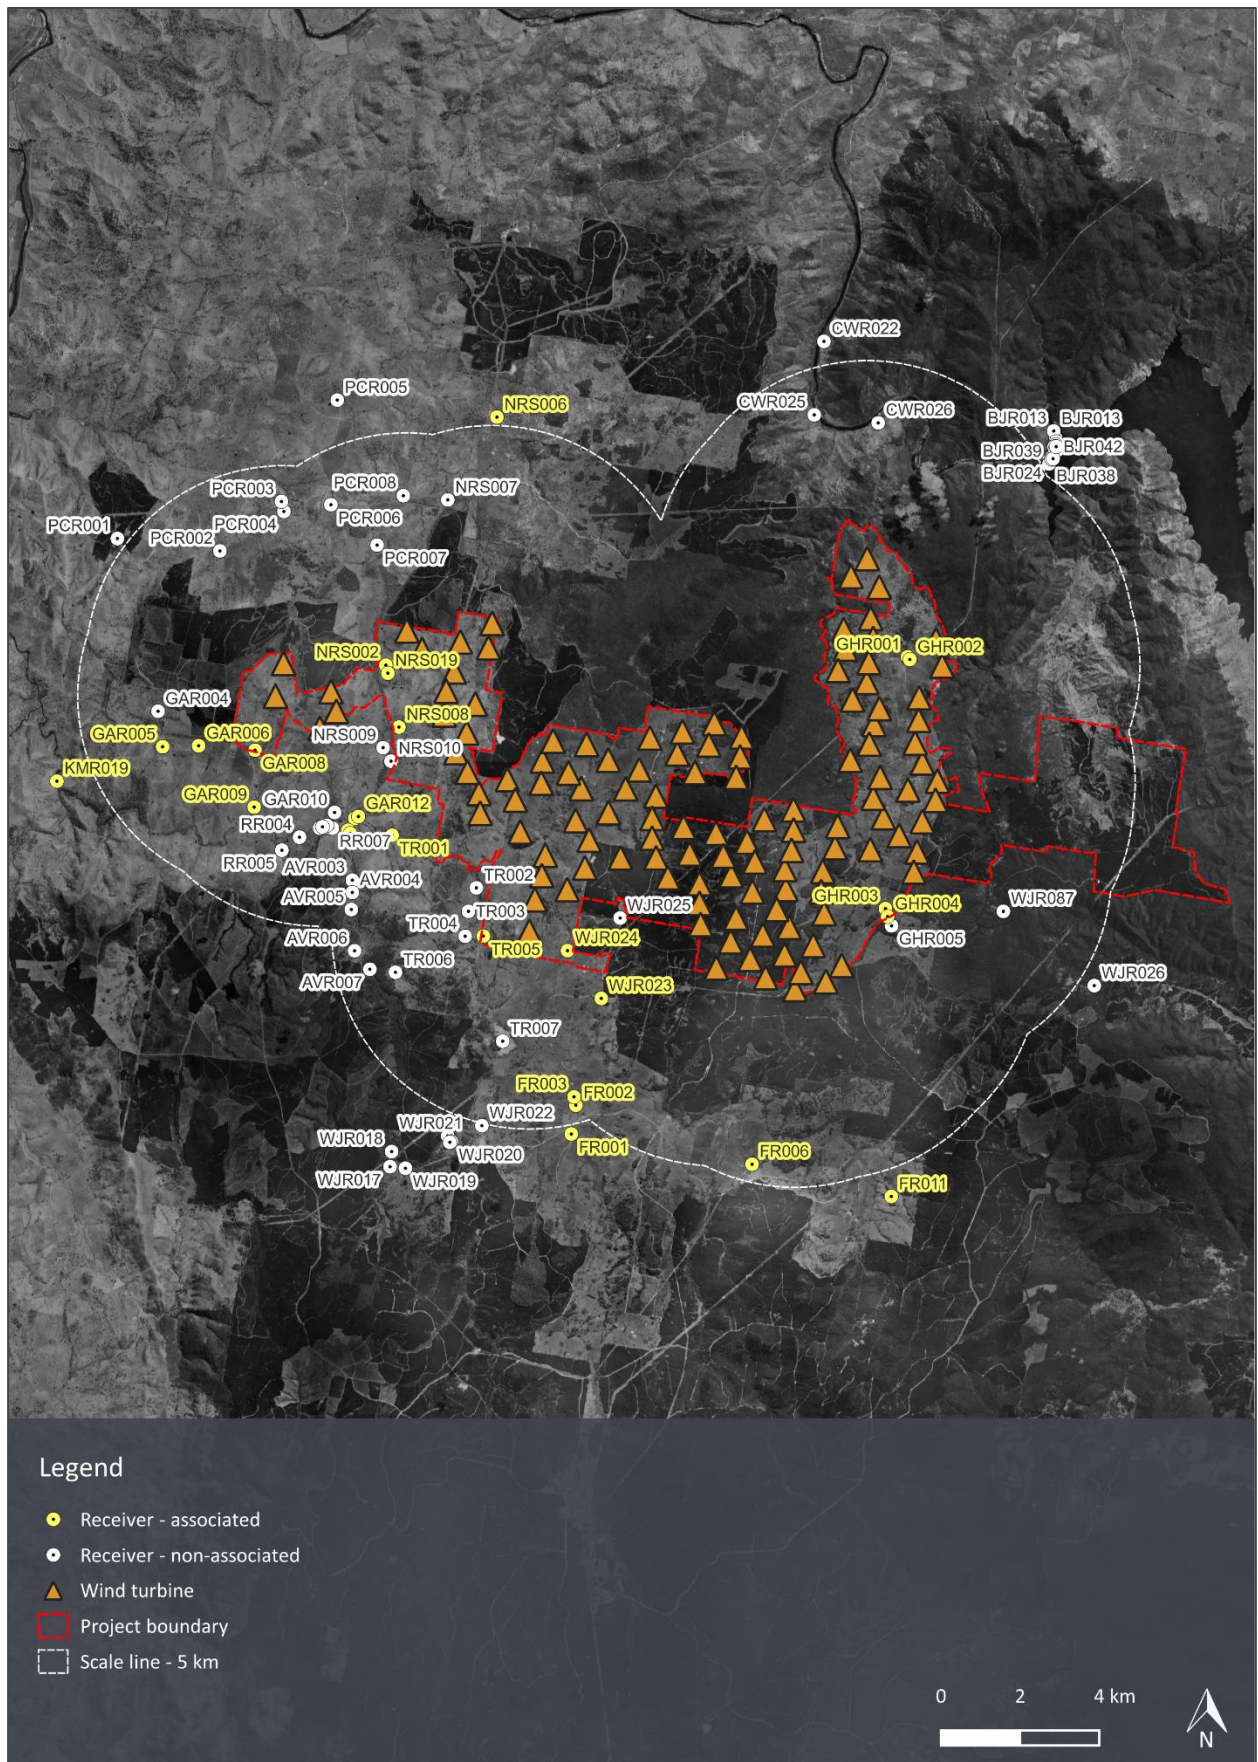 CWR022
PCR005
NRS006
CWR025
CWR026
BJR013
BJR013
BJR039
BJR042
BJR024
BJR038
PCR003
PCR008
NRS007
PCR004
PCR006
PCR001
PCR002
PCR007
GHR001
GHR002
NRS002
NRS019
GAR004
NRS008
GAR005
GAR006
NRS009
NRS010
GAR008
KMR019
GAR009
GAR010
GAR012
RR004
RR007
TR001
RR005
AVR003
AVR004
TR002
AVR005
GHR003
GHR004
WJR087
TR003
WJR025
TR004
GHR005
AVR006
TR005
WJR024
TR006
AVR007
WJR026
WJR023
TR007
FR003
FR002
WJR022
WJR021
WJR018
WJR020
FR001
WJR017
WJR019
FR006
FR011
Legend
Receiver - associated
Receiver - non-associated
Wind turbine
Project boundary
Scale line - 5 km
0 2 4 km
N